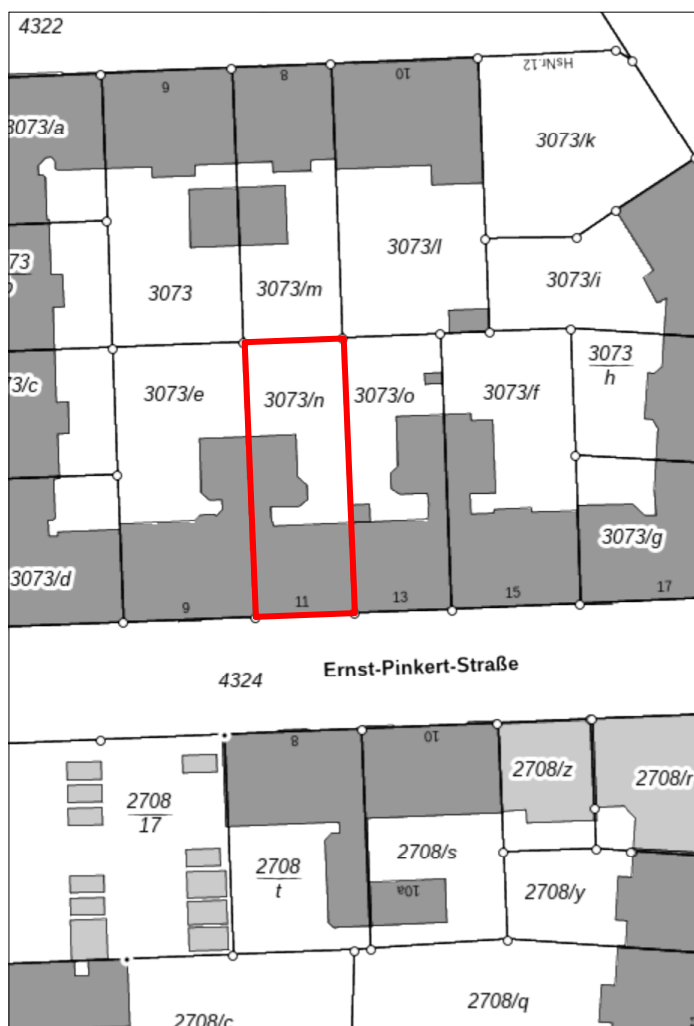 4322
6
8
10
HsNr.12
3073/a
3073/k
73
3073/l
3073/i
3073
3073/m
3073
h
3073/e
3073/n
3073/o
3073/f
3/c
3073/g
3073/d
9
11
13
15
17
Ernst-Pinkert-Straße
4324
8
10
2708/z
2708/r
2708
17
2708
t
2708/s
10a
2708/y
2708/c
2708/q